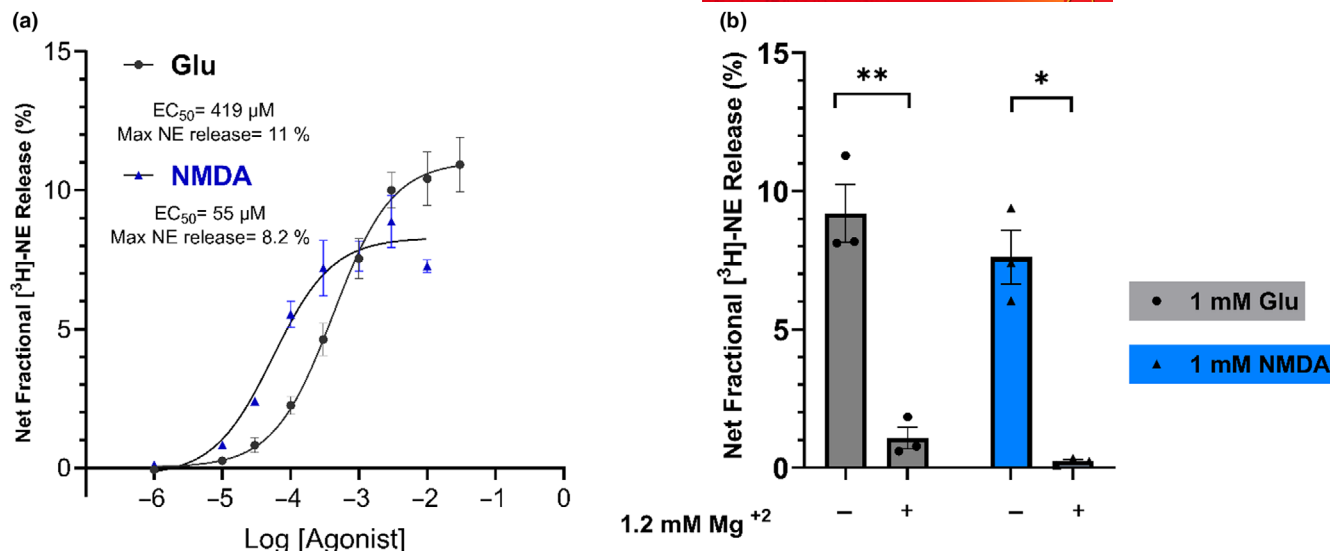 (a)
Net Fractional [³H]-NE Release (%)
15
10
5
0
Glu
EC₅₀= 419 µM
Max NE release= 11 %
NMDA
EC₅₀= 55 µM
Max NE release= 8.2 %
−6 −5 −4 −3 −2 −1 0
Log [Agonist]
(b)
Net Fractional [³H]-NE Release (%)
15
10
5
0
** *
− + − +
1.2 mM Mg ⁺²
1 mM Glu
1 mM NMDA